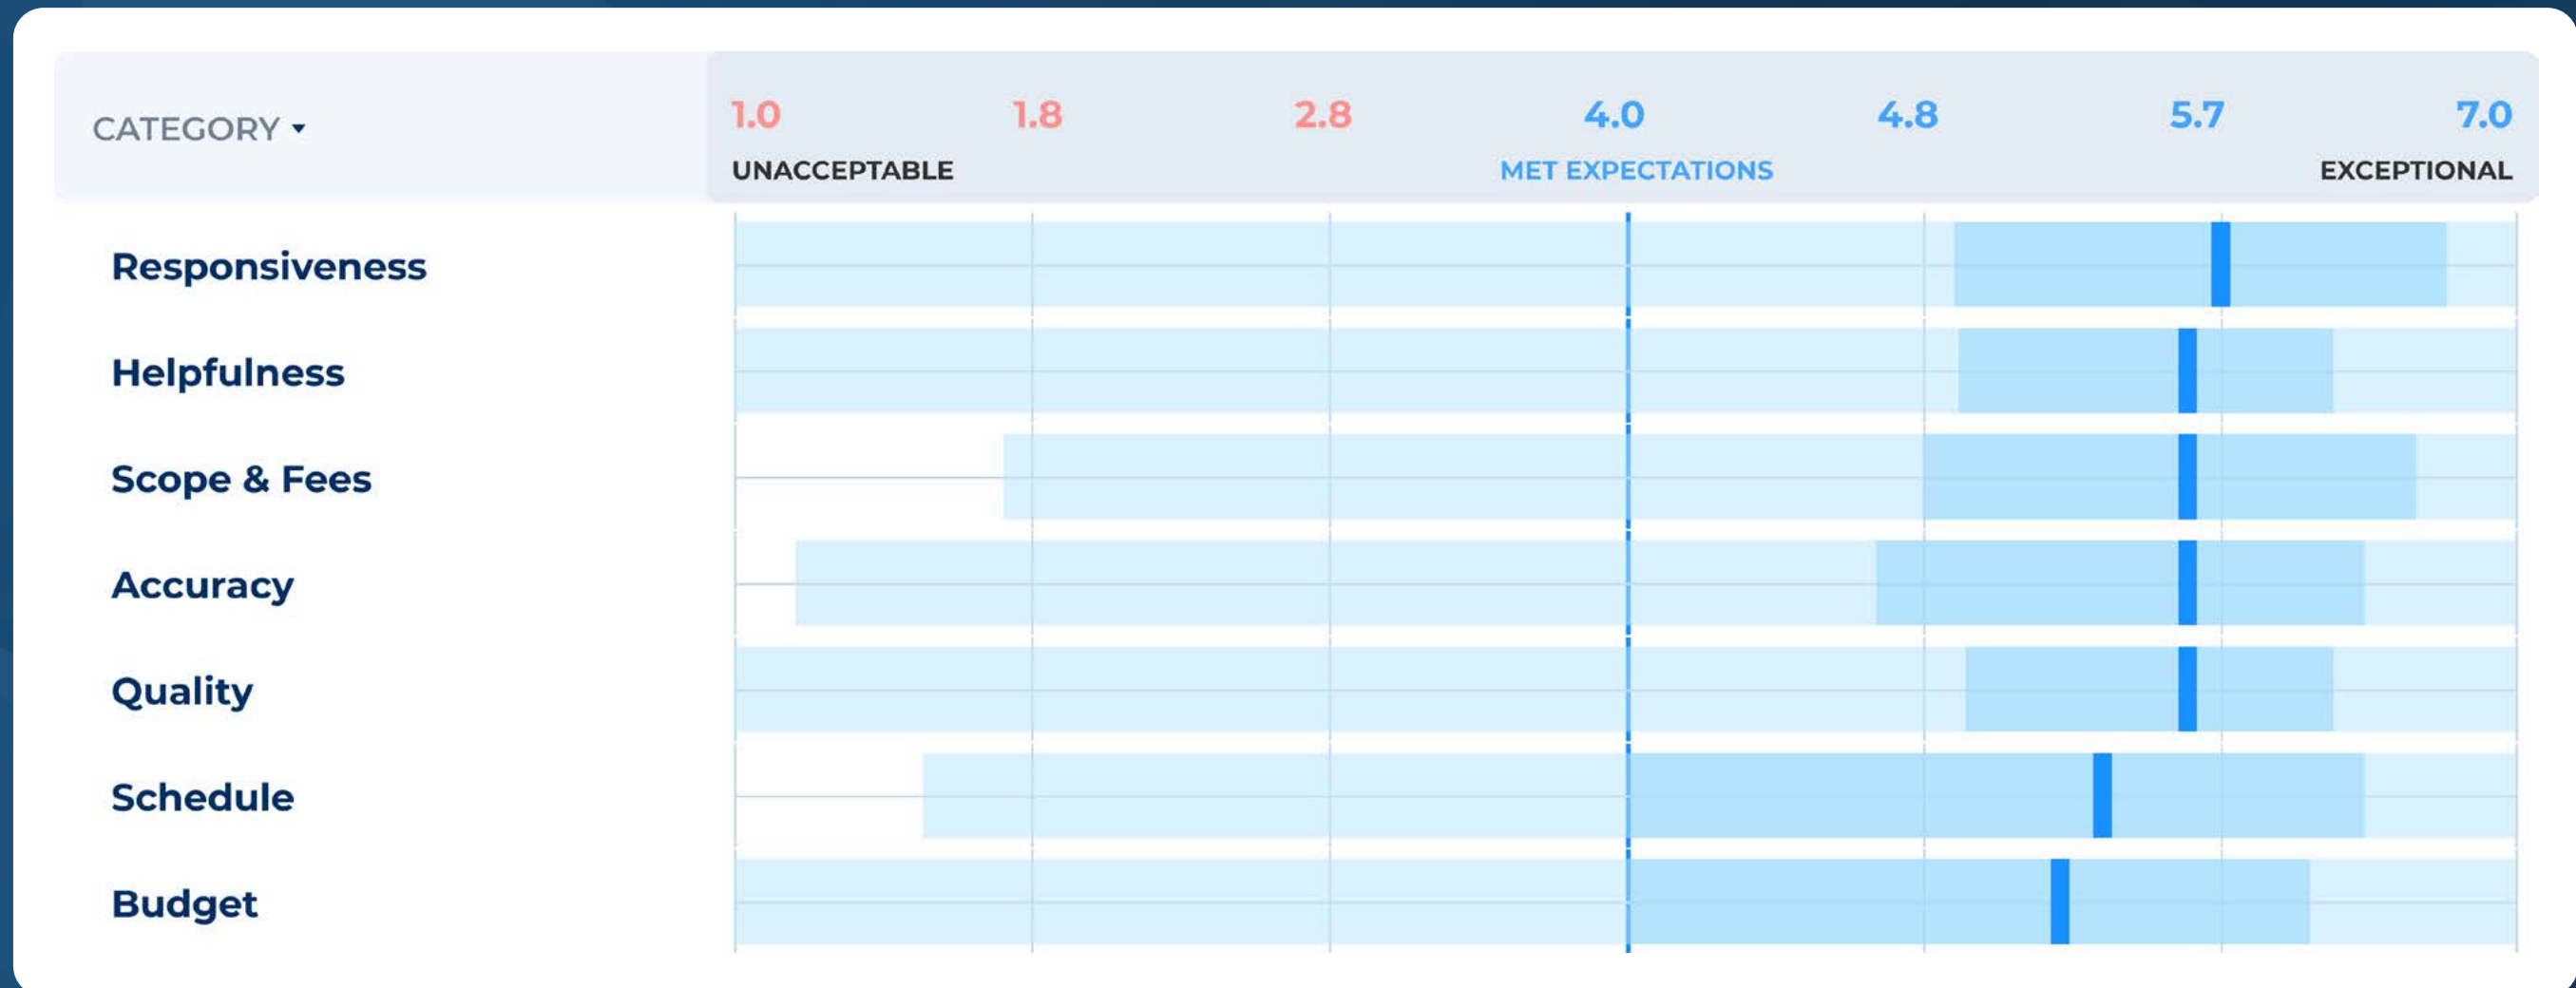 CATEGORY
1.0 1.8 2.8 4.0 4.8 5.7 7.0
UNACCEPTABLE MET EXPECTATIONS EXCEPTIONAL
Responsiveness
Helpfulness
Scope & Fees
Accuracy
Quality
Schedule
Budget